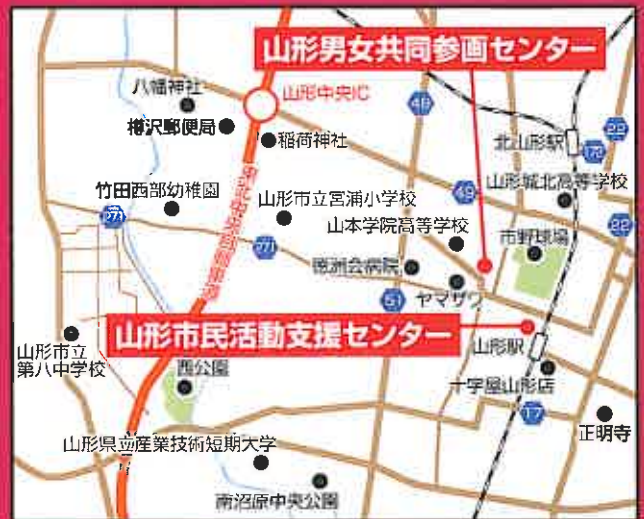 山形男女共同参画センター
八幡神社
山形中央IC
樽沢郵便局
稲荷神社
48
22
北山形駅
172
49
山形城北高等学校
竹田西部幼稚園
271
山形市立宮浦小学校
山本学院高等学校
22
東北中央自動車道
271
市野球場
徳洲会病院
ヤマザワ
51
山形市民活動支援センター
山形駅
山形市立
第八中学校
西公園
十字屋山形店
17
正明寺
山形県立産業技術短期大学
南沼原中央公園